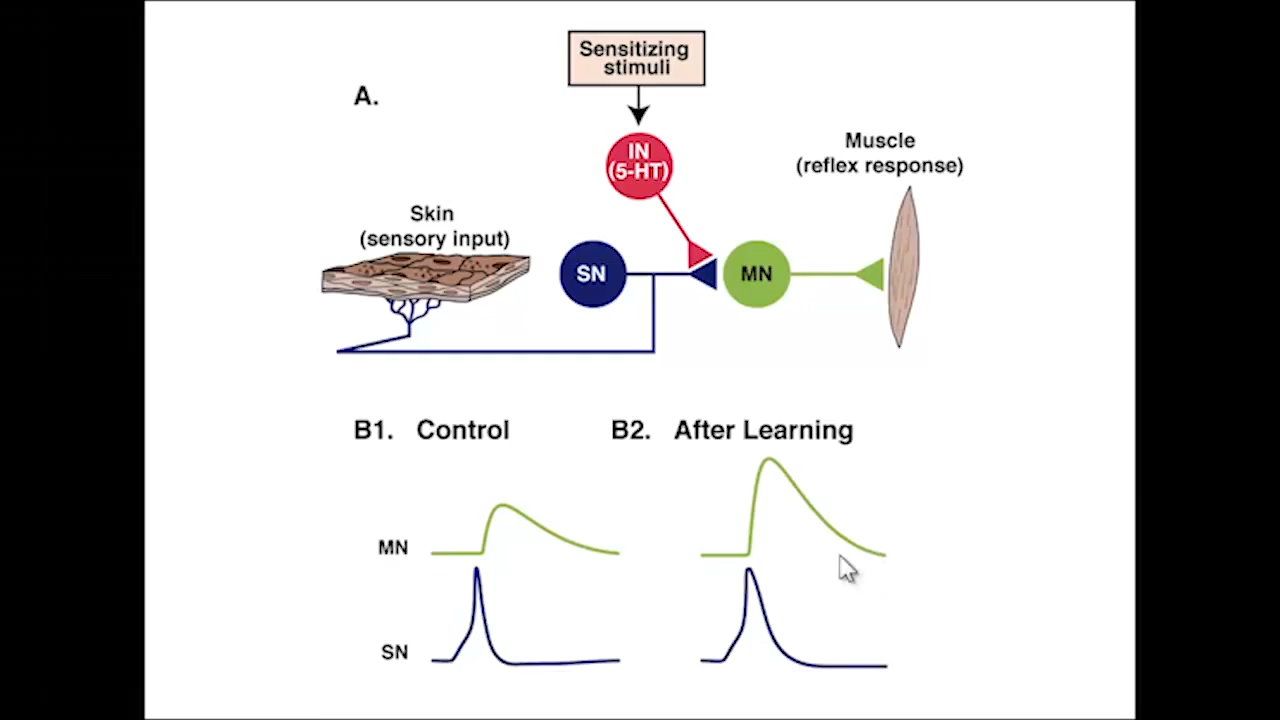 Sensitizing
stimuli
A.
IN
(5-HT)
Muscle
(reflex response)
Skin
(sensory input)
SN
MN
B1. Control
B2. After Learning
MN
SN